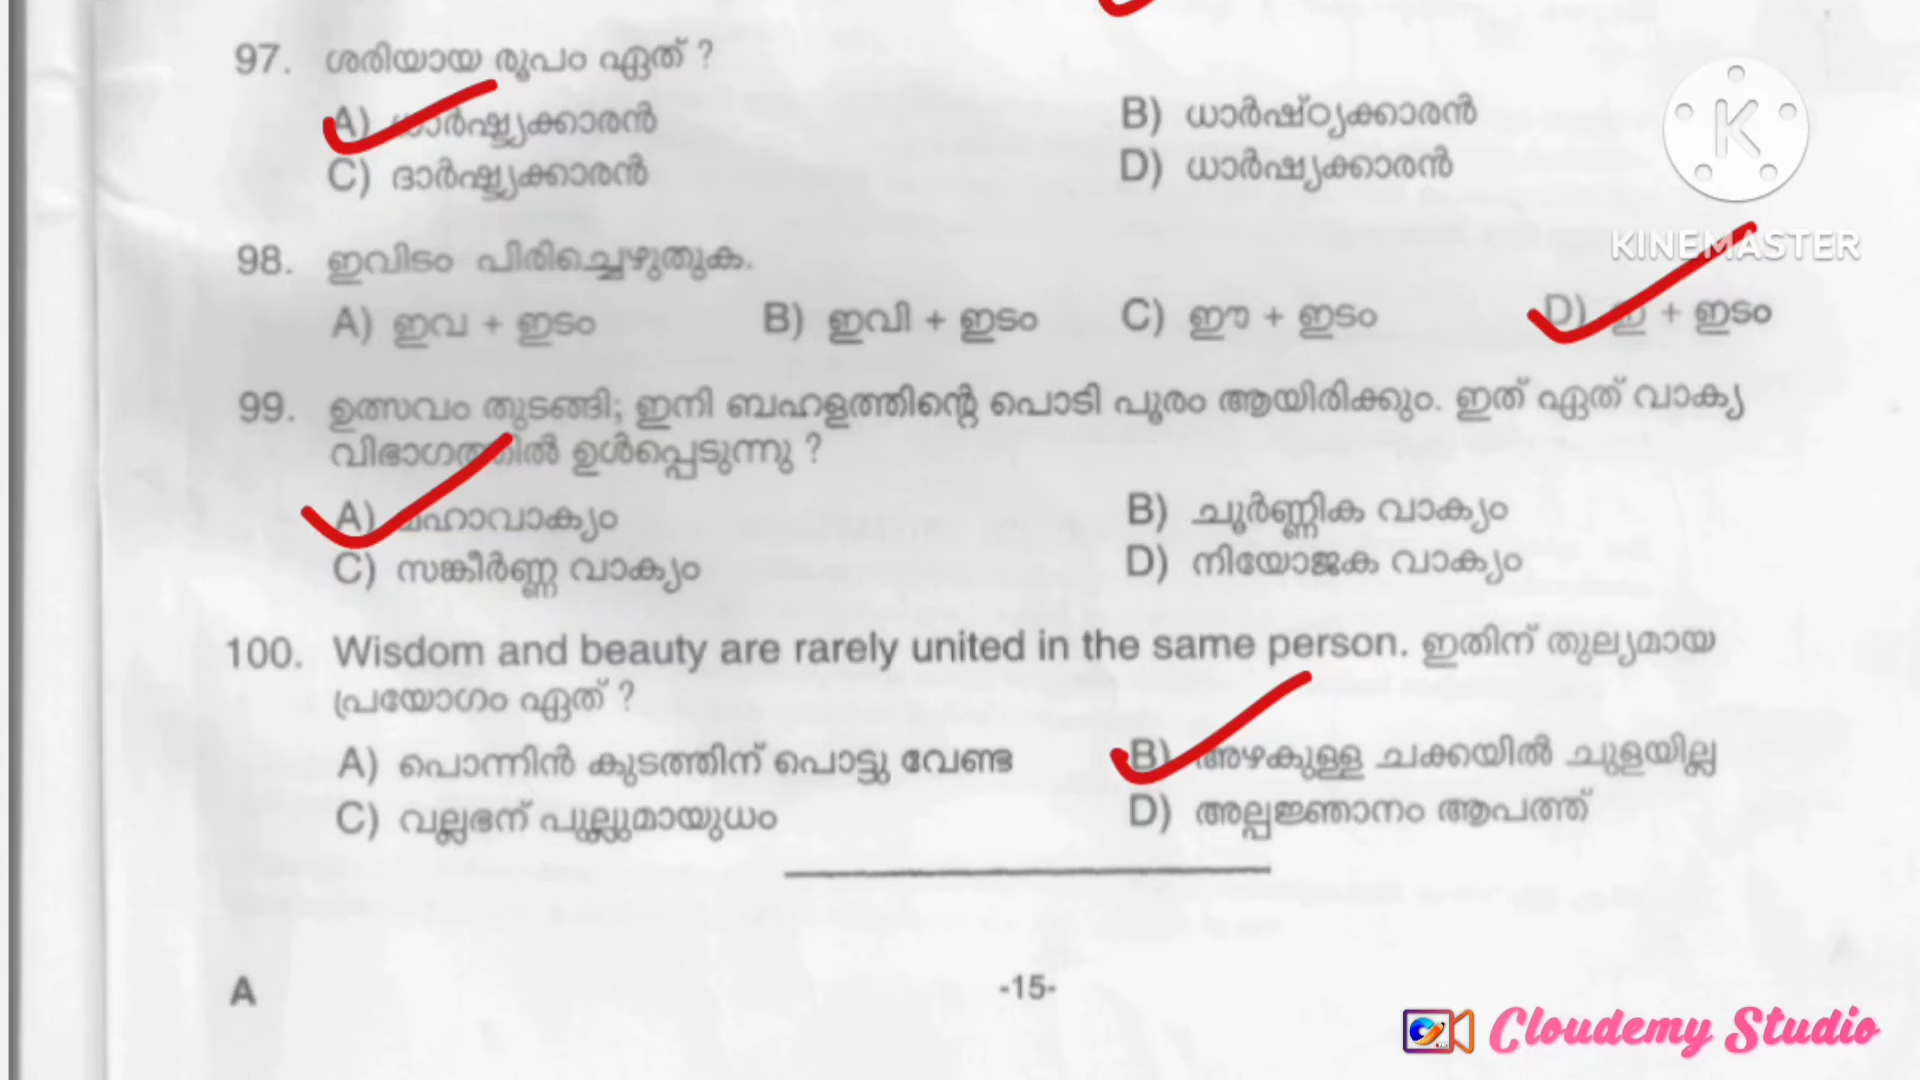 97. ശരിയായ രൂപം ഏത് ?
A) ധാർഷ്ട്യക്കാരൻ B) ധാർഷ്ഠ്യക്കാരൻ
C) ദാർഷ്ട്യക്കാരൻ D) ധാർഷ്യക്കാരൻ
KINEMASTER
98. ഇവിടം പിരിച്ചെഴുതുക.
A) ഇവ + ഇടം B) ഇവി + ഇടം C) ഈ + ഇടം D) ഇ + ഇടം
99. ഉത്സവം തുടങ്ങി; ഇനി ബഹളത്തിന്റെ പൊടി പൂരം ആയിരിക്കും. ഇത് ഏത് വാക്യ
വിഭാഗത്തിൽ ഉൾപ്പെടുന്നു ?
A) മഹാവാക്യം B) ചൂർണ്ണിക വാക്യം
C) സങ്കീർണ്ണ വാക്യം D) നിയോജക വാക്യം
100. Wisdom and beauty are rarely united in the same person. ഇതിന് തുല്യമായ
പ്രയോഗം ഏത് ?
A) പൊന്നിൻ കുടത്തിന് പൊട്ടു വേണ്ട B) അഴകുള്ള ചക്കയിൽ ചുളയില്ല
C) വല്ലഭന് പുല്ലുമായുധം D) അല്പജ്ഞാനം ആപത്ത്
A -15-
Cloudemy Studio